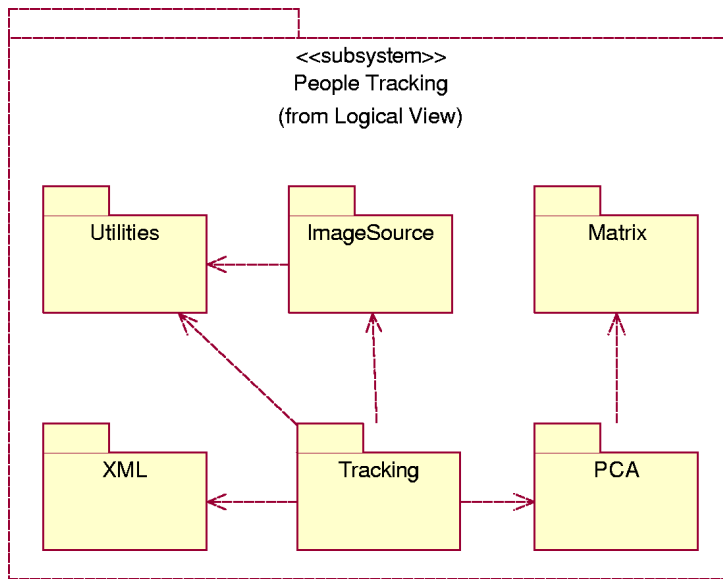 <<subsystem>>
People Tracking
(from Logical View)
Utilities
ImageSource
Matrix
XML
Tracking
PCA